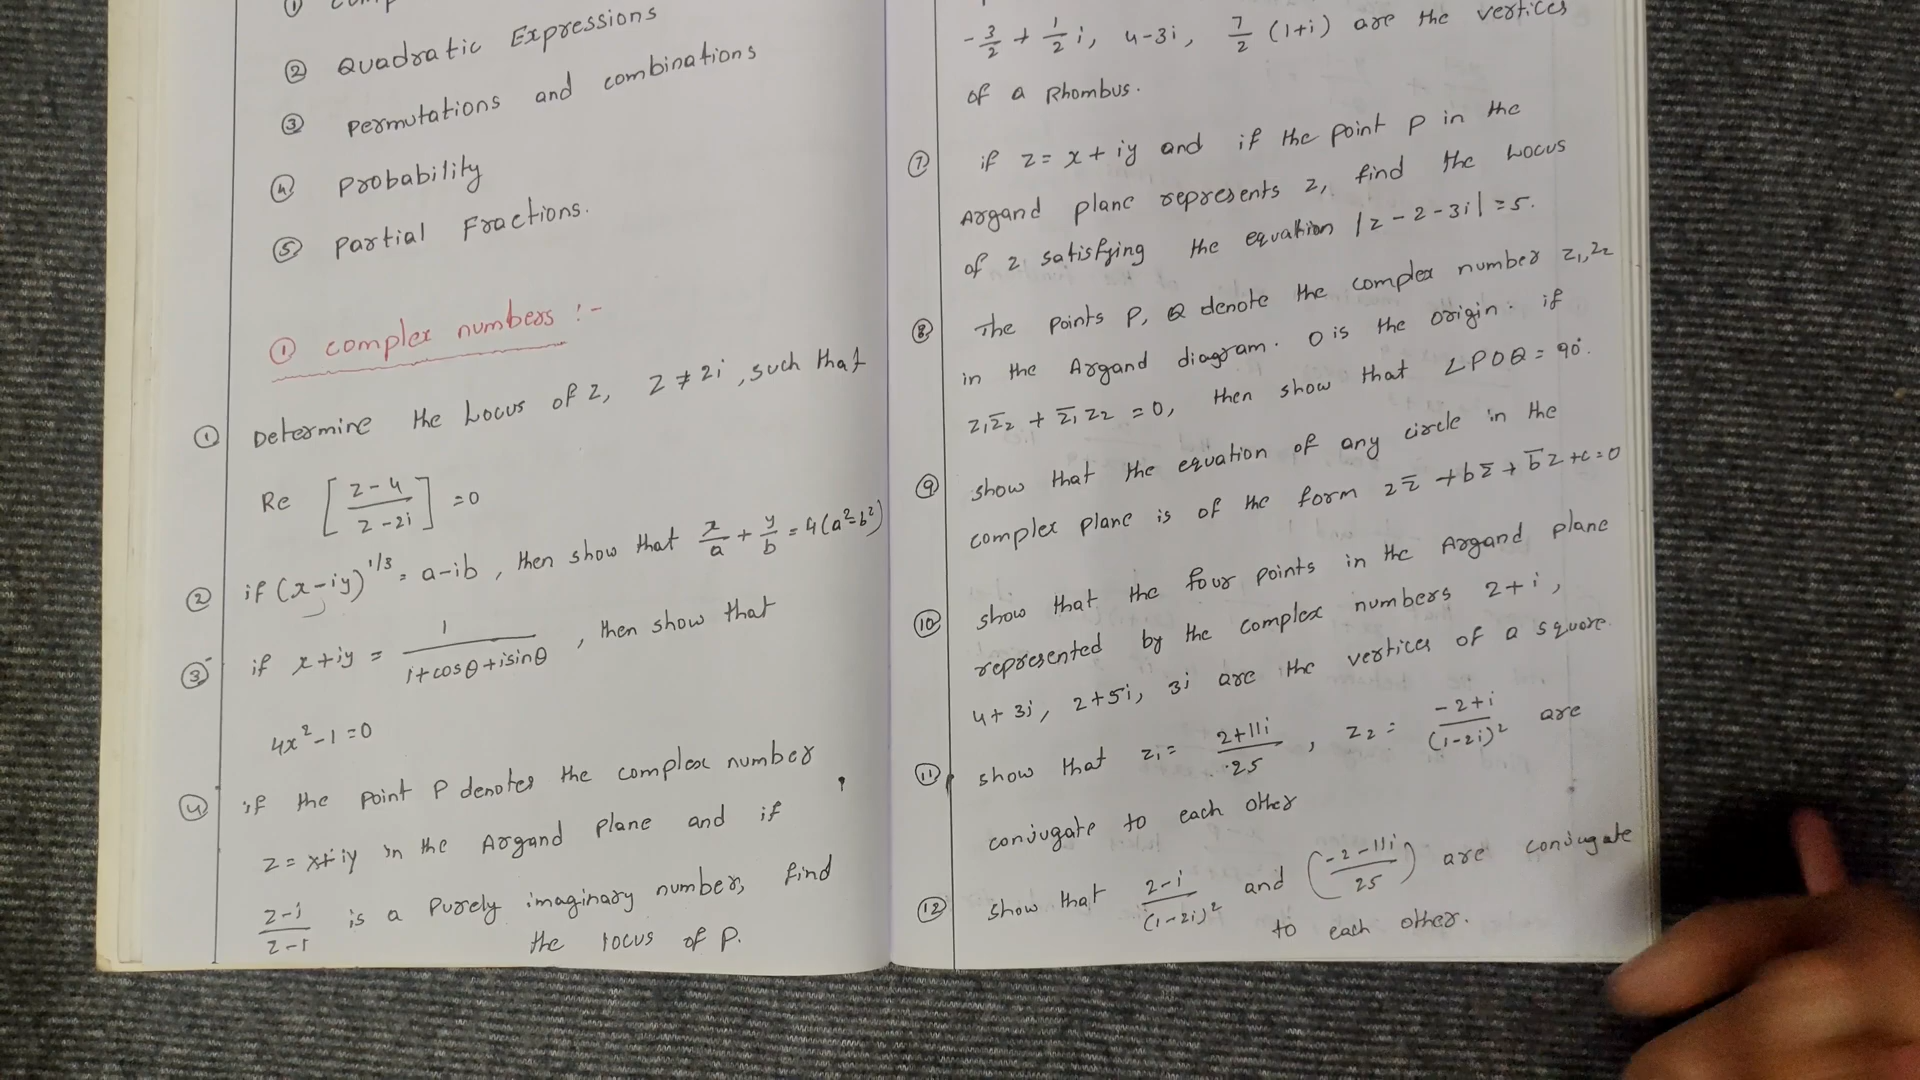 ①
② Quadratic Expressions
③ permutations and combinations
④ probability
⑤ partial Fractions.
① complex numbers :-
① Determine the Locus of z, z ≠ 2i, such that
Re [z-4 / z-2i] = 0
② if (x-iy)^1/3 = a-ib, then show that x/a + y/b = 4(a²-b²)
③ if x+iy = 1 / 1+cosθ+isinθ, then show that
4x²-1=0
④ if the point P denotes the complex number
z = x+iy in the Argand plane and if
z-i / z-1 is a purely imaginary number, find
the locus of P.
-3/2 + 1/2 i, 4-3i, 7/2 (1+i) are the vertices
of a Rhombus.
⑦ if z = x+iy and if the point P in the
Argand plane represents z, find the Locus
of z satisfying the equation |z-2-3i| = 5.
⑧ The points P, Q denote the complex number z₁,z₂
in the Argand diagram. O is the origin. if
z₁z̄₂ + z̄₁z₂ = 0, then show that ∠POQ = 90°.
⑨ show that the equation of any circle in the
complex plane is of the form zz̄ + bz̄ + b̄z + c = 0
⑩ show that the four points in the Argand plane
represented by the complex numbers 2+i,
4+3i, 2+5i, 3i are the vertices of a square.
⑪ show that z₁ = 2+11i / 25, z₂ = -2+i / (1-2i)² are
conjugate to each other
⑫ show that 2-i / (1-2i)² and (-2-11i / 25) are conjugate
to each other.